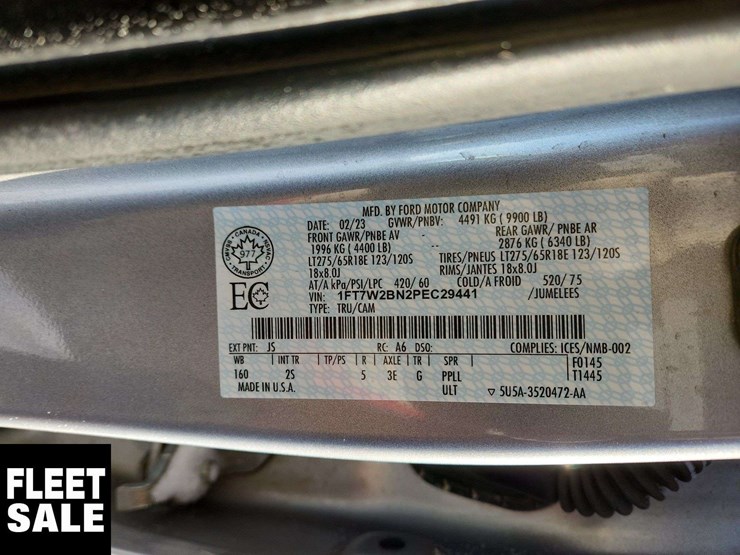 MFD. BY FORD MOTOR COMPANY
DATE: 02/23 GVWR/PNBV: 4491 KG ( 9900 LB)
FRONT GAWR/PNBE AV -- REAR GAWR/ PNBE AR
1996 KG ( 4400 LB) 2876 KG ( 6340 LB)
LT275/65R18E 123/120S TIRES/PNEUS LT275/65R18E 123/120S
18x8.0J RIMS/JANTES 18x8.0J
AT/A kPa/PSI/LPC 420/ 60 COLD/A FROID 520/ 75
VIN: 1FT7W2BN2PEC29441 /JUMELEES
TYPE: TRU/CAM
CANADA
977
TRANSPORT
EC
EXT PNT: JS RC: A6 DSO: COMPLIES: ICES/NMB-002
WB INT TR TP/PS R AXLE TR SPR F0145
160 2S 5 3E G PPLL T1445
MADE IN U.S.A. ULT ▽ 5U5A-3520472-AA
FLEET
SALE